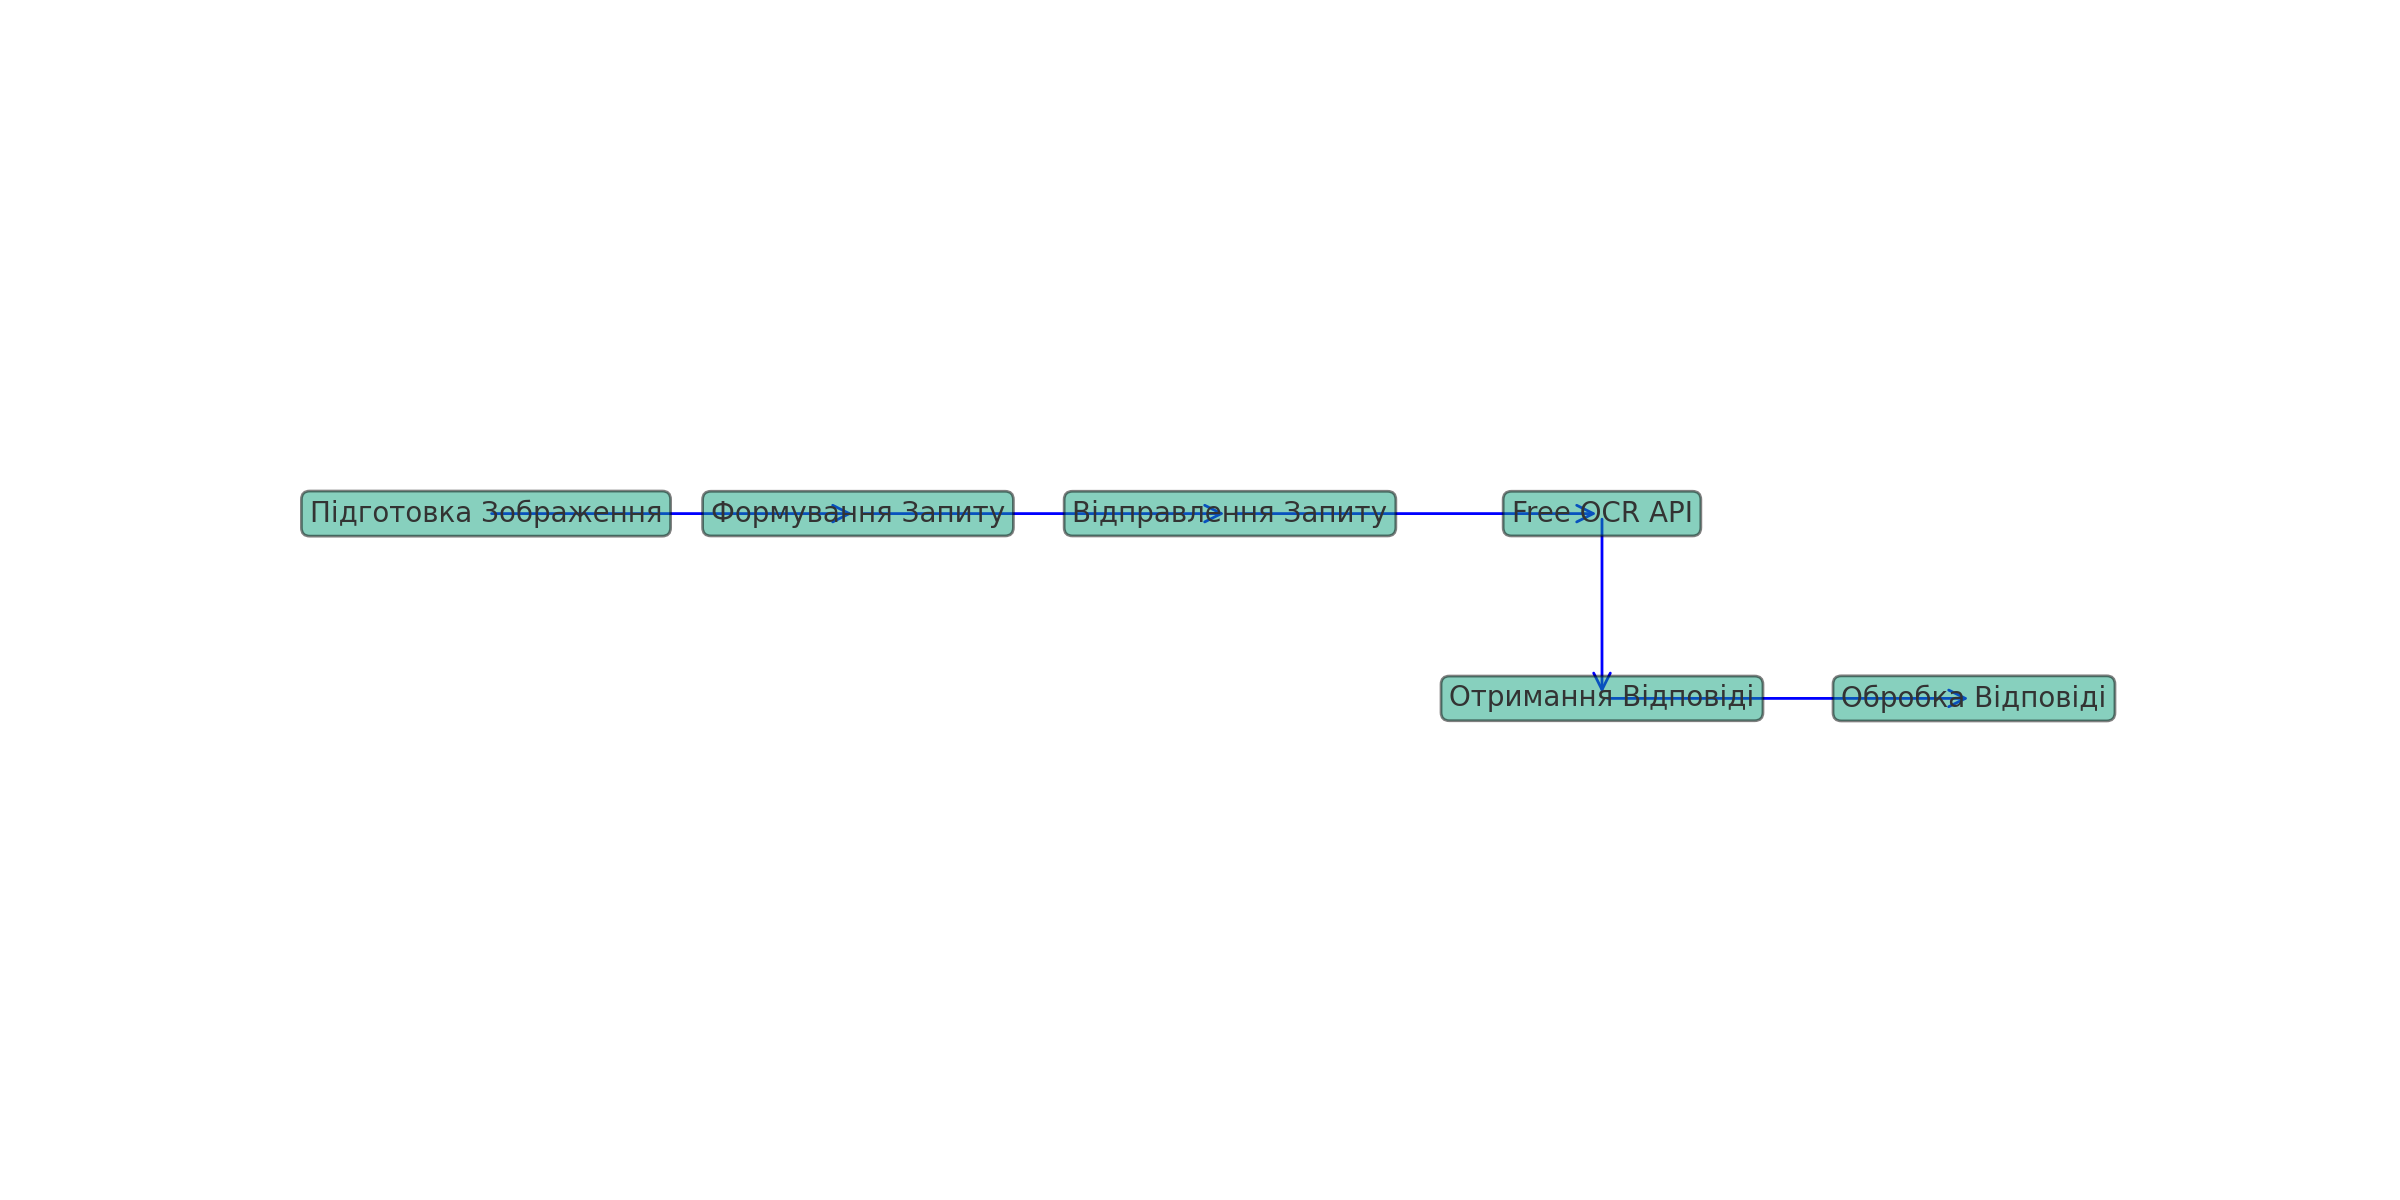 Підготовка Зображення
Формування Запиту
Відправлення Запиту
Free OCR API
Отримання Відповіді
Обробка Відповіді